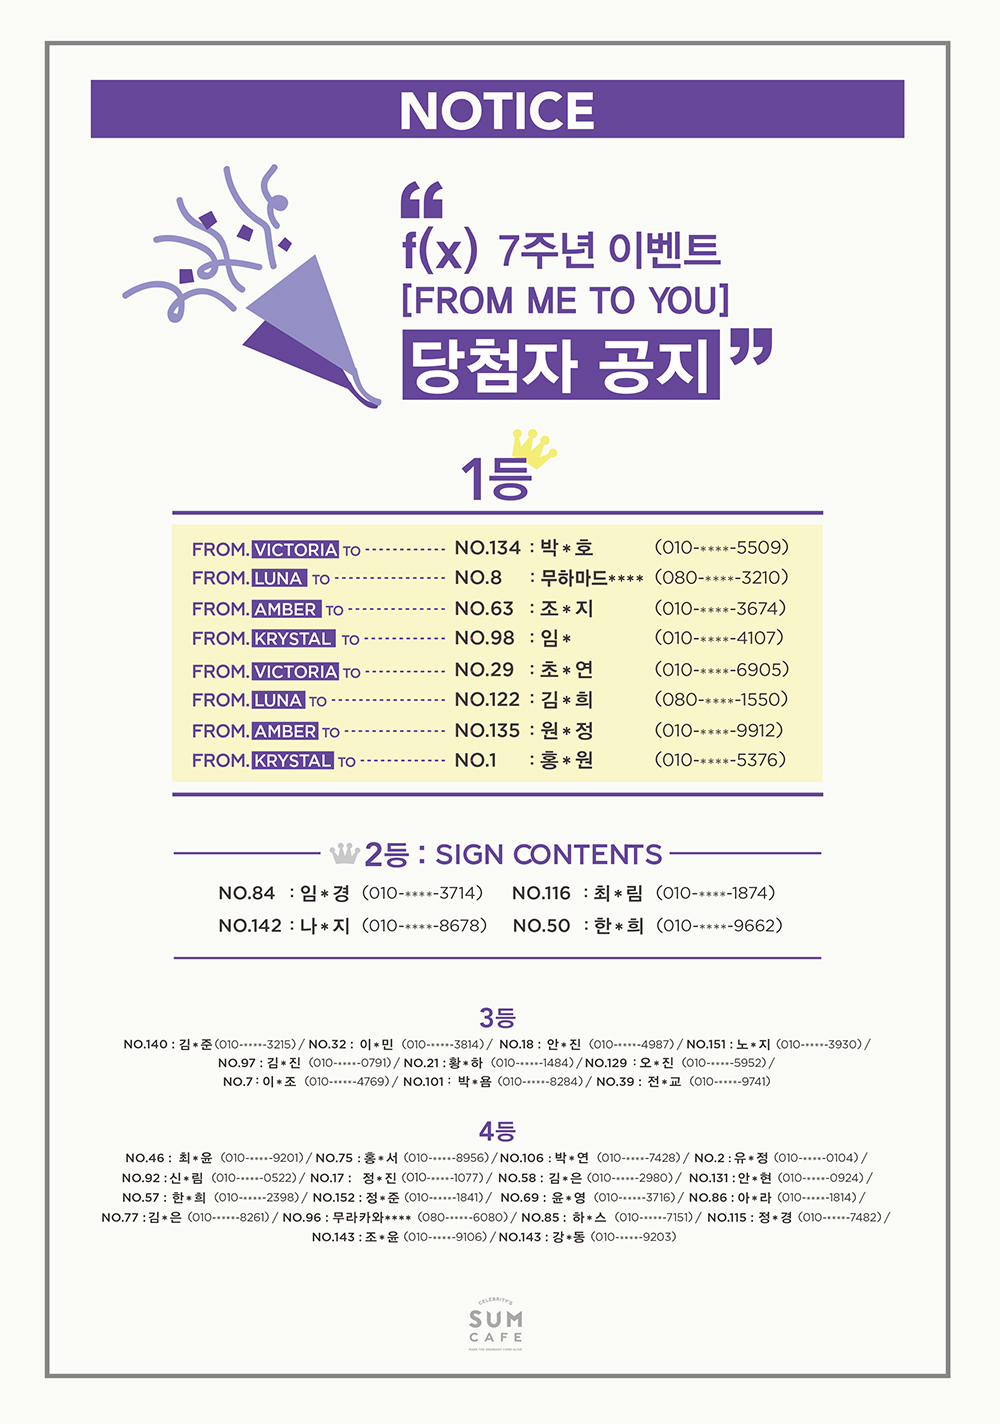 NOTICE
“
f(x) 7주년 이벤트
[FROM ME TO YOU]
당첨자 공지 ”
1등
FROM. VICTORIA TO ----------- NO.134 : 박*호 (010-****-5509)
FROM. LUNA TO --------------- NO.8 : 무하마드**** (080-****-3210)
FROM. AMBER TO ------------- NO.63 : 조*지 (010-****-3674)
FROM. KRYSTAL TO ----------- NO.98 : 임* (010-****-4107)
FROM. VICTORIA TO ----------- NO.29 : 초*연 (010-****-6905)
FROM. LUNA TO --------------- NO.122 : 김*희 (080-****-1550)
FROM. AMBER TO ------------- NO.135 : 원*정 (010-****-9912)
FROM. KRYSTAL TO ----------- NO.1 : 홍*원 (010-****-5376)
2등 : SIGN CONTENTS
NO.84 : 임*경 (010-****-3714) NO.116 : 최*림 (010-****-1874)
NO.142 : 나*지 (010-****-8678) NO.50 : 한*희 (010-****-9662)
3등
NO.140 : 김*준(010-****-3215) / NO.32 : 이*민 (010-****-3814) / NO.18 : 안*진 (010-****-4987) / NO.151 : 노*지 (010-****-3930) /
NO.97 : 김*진 (010-****-0791) / NO.21 :황*하 (010-****-1484) / NO.129 : 오*진 (010-****-5952) /
NO.7 : 이*조 (010-****-4769) / NO.101 : 박*욤 (010-****-8284) / NO.39 : 전*교 (010-****-9741)
4등
NO.46 : 최*윤 (010-****-9201) / NO.75 : 홍*서 (010-****-8956) / NO.106 : 박*연 (010-****-7428) / NO.2 : 유*정 (010-****-0104) /
NO.92 :신*림 (010-****-0522) / NO.17 : 정*진 (010-****-1077) / NO.58 : 김*은 (010-****-2980) / NO.131 :안*현 (010-****-0924) /
NO.57 : 한*희 (010-****-2398) / NO.152 : 정*준 (010-****-1841) / NO.69 : 윤*영 (010-****-3716) / NO.86 : 아*라 (010-****-1814) /
NO.77 :김*은 (010-****-8261) / NO.96 : 무라카와**** (080-****-6080) / NO.85 : 하*스 (010-****-7151) / NO.115 : 정*경 (010-****-7482) /
NO.143 : 조*윤 (010-****-9106) / NO.143 : 강*동 (010-****-9203)
CELEBRITY'S
SUM
CAFE